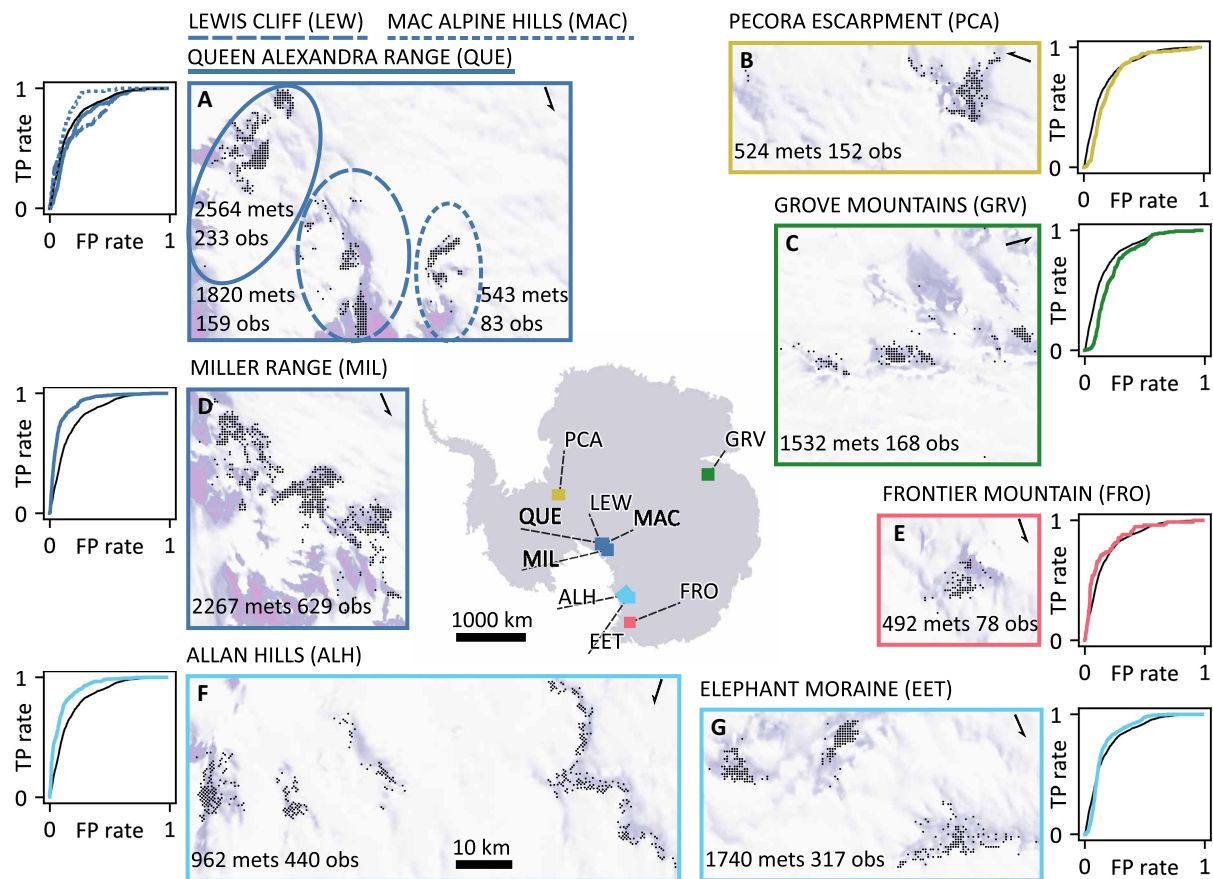 LEWIS CLIFF (LEW) MAC ALPINE HILLS (MAC)
QUEEN ALEXANDRA RANGE (QUE)
1
TP rate
0
0 FP rate 1
A
2564 mets
233 obs
1820 mets
159 obs
543 mets
83 obs
PECORA ESCARPMENT (PCA)
B
524 mets 152 obs
1
TP rate
0
0 FP rate 1
GROVE MOUNTAINS (GRV)
C
1532 mets 168 obs
1
TP rate
0
0 FP rate 1
MILLER RANGE (MIL)
1
TP rate
0
0 FP rate 1
D
2267 mets 629 obs
PCA
GRV
LEW
QUE
MAC
MIL
ALH
FRO
EET
1000 km
FRONTIER MOUNTAIN (FRO)
E
492 mets 78 obs
1
TP rate
0
0 FP rate 1
ALLAN HILLS (ALH)
1
TP rate
0
0 FP rate 1
F
962 mets 440 obs
10 km
ELEPHANT MORAINE (EET)
G
1740 mets 317 obs
1
TP rate
0
0 FP rate 1